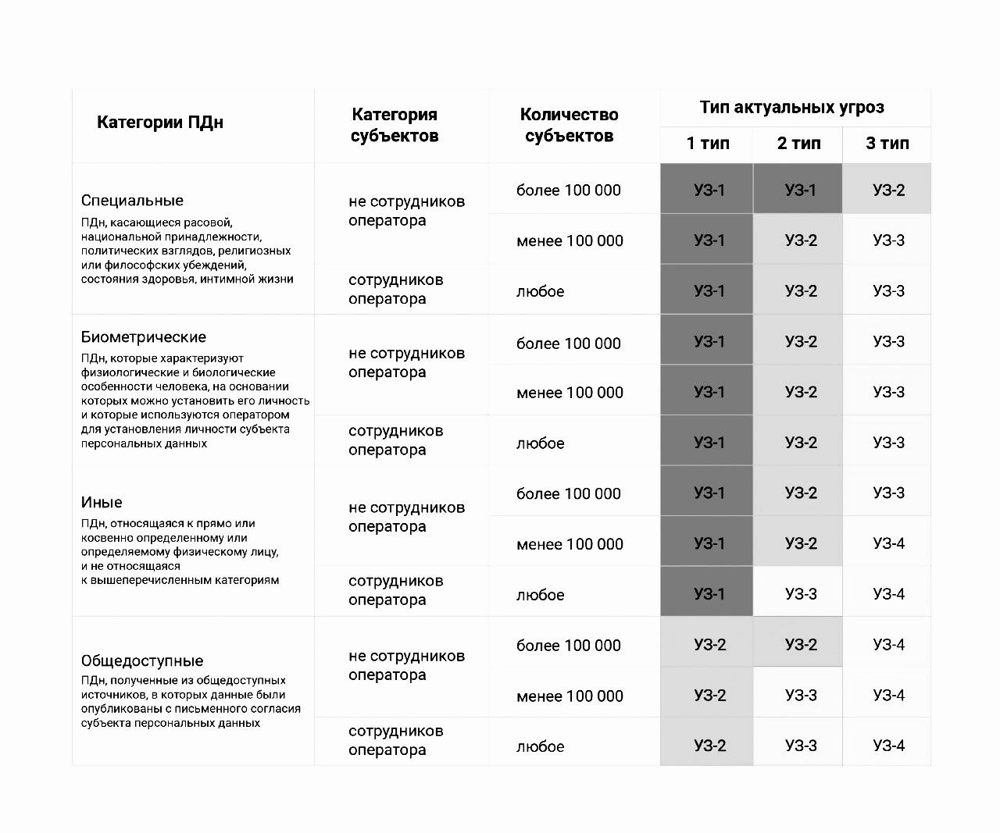 Категории ПДн
Категория
субъектов
Количество
субъектов
Тип актуальных угроз
1 тип
2 тип
3 тип
Специальные
ПДн, касающиеся расовой,
национальной принадлежности,
политических взглядов, религиозных
или философских убеждений,
состояния здоровья, интимной жизни
не сотрудников
оператора
более 100 000
УЗ-1
УЗ-1
УЗ-2
менее 100 000
УЗ-1
УЗ-2
УЗ-3
сотрудников
оператора
любое
УЗ-1
УЗ-2
УЗ-3
Биометрические
ПДн, которые характеризуют
физиологические и биологические
особенности человека, на основании
которых можно установить его личность
и которые используются оператором
для установления личности субъекта
персональных данных
не сотрудников
оператора
более 100 000
УЗ-1
УЗ-2
УЗ-3
менее 100 000
УЗ-1
УЗ-2
УЗ-3
сотрудников
оператора
любое
УЗ-1
УЗ-2
УЗ-3
Иные
ПДн, относящаяся к прямо или
косвенно определенному или
определяемому физическому лицу,
и не относящаяся
к вышеперечисленным категориям
не сотрудников
оператора
более 100 000
УЗ-1
УЗ-2
УЗ-3
менее 100 000
УЗ-1
УЗ-2
УЗ-4
сотрудников
оператора
любое
УЗ-1
УЗ-3
УЗ-4
Общедоступные
ПДн, полученные из общедоступных
источников, в которых данные были
опубликованы с письменного согласия
субъекта персональных данных
не сотрудников
оператора
более 100 000
УЗ-2
УЗ-2
УЗ-4
менее 100 000
УЗ-2
УЗ-3
УЗ-4
сотрудников
оператора
любое
УЗ-2
УЗ-3
УЗ-4